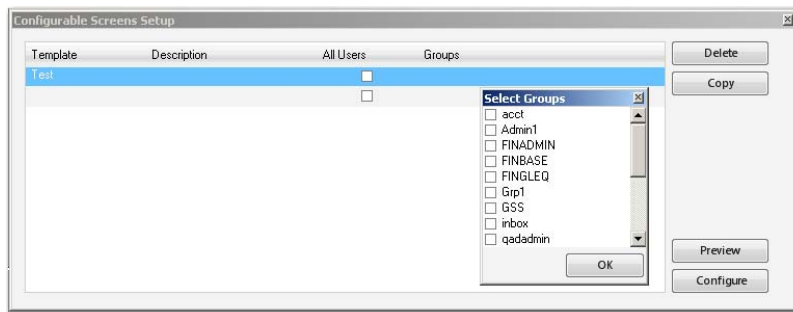 Configurable Screens Setup
Template Description All Users Groups
Test
Select Groups
acct
Admin1
FINADMIN
FINBASE
FINGLEQ
Grp1
GSS
inbox
qadadmin
OK
Delete
Copy
Preview
Configure